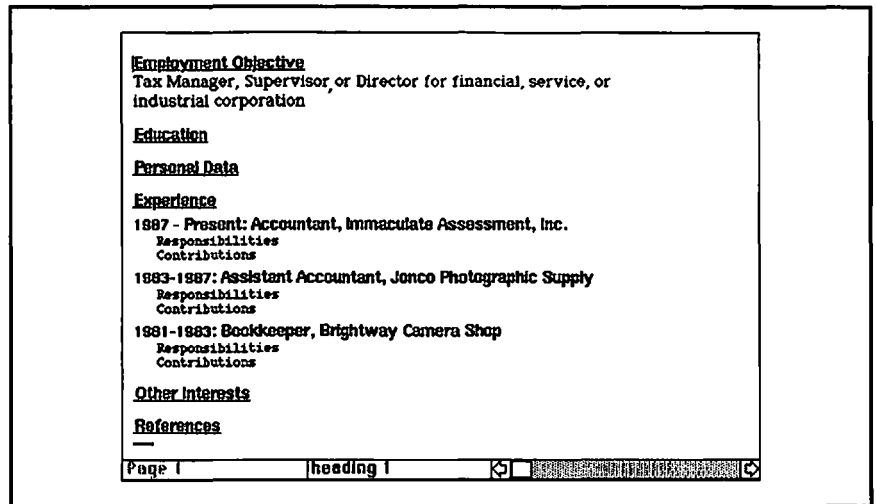 Employment Objective
Tax Manager, Supervisor, or Director for financial, service, or
industrial corporation
Education
Personal Data
Experience
1987 - Present: Accountant, Immaculate Assessment, Inc.
Responsibilities
Contributions
1983-1987: Assistant Accountant, Jonco Photographic Supply
Responsibilities
Contributions
1981-1983: Bookkeeper, Brightway Camera Shop
Responsibilities
Contributions
Other Interests
References
Page 1 heading 1